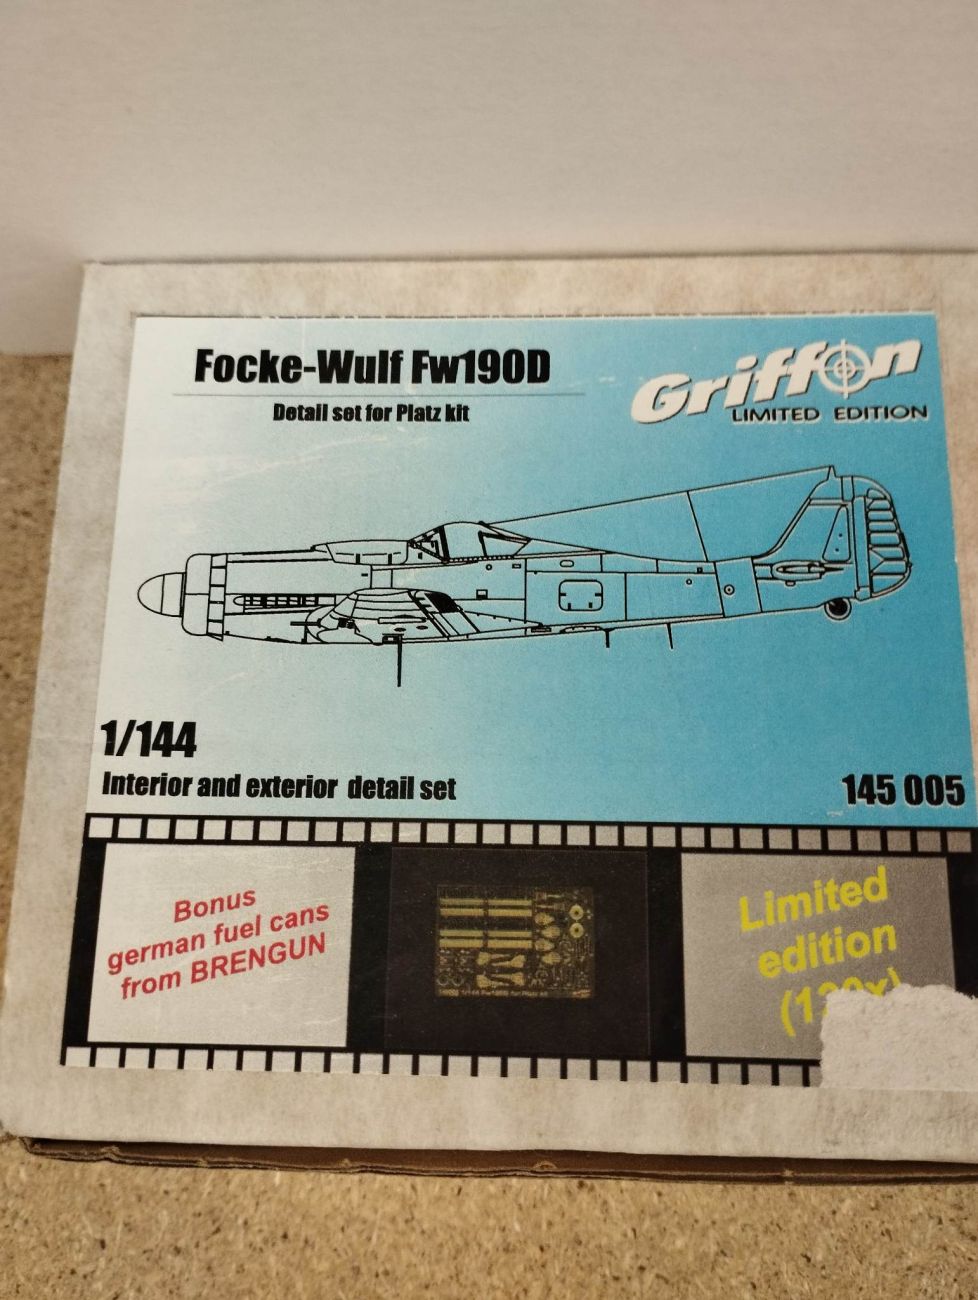 Focke-Wulf Fw190D
Detail set for Platz kit
Griffon
LIMITED EDITION
1/144
Interior and exterior detail set
145 005
Bonus
german fuel cans
from BRENGUN
Limited
edition